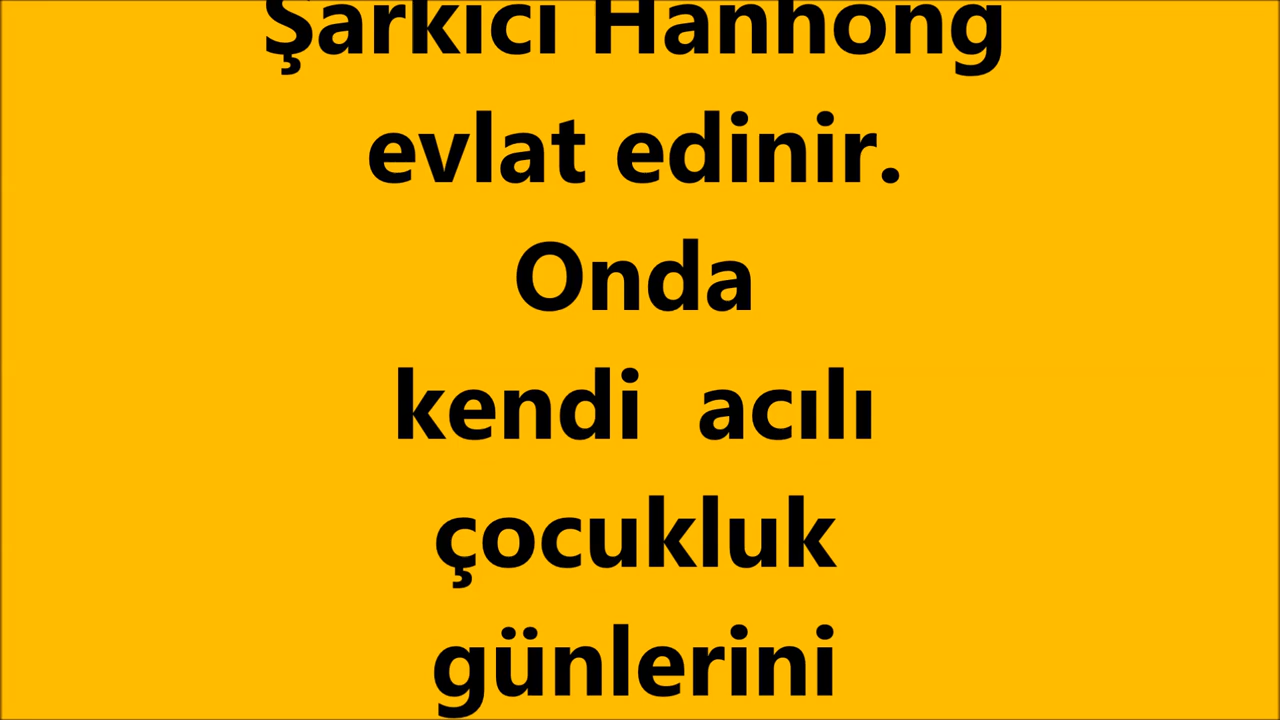 Şarkıcı Hanhong
evlat edinir.
Onda
kendi acılı
çocukluk
günlerini